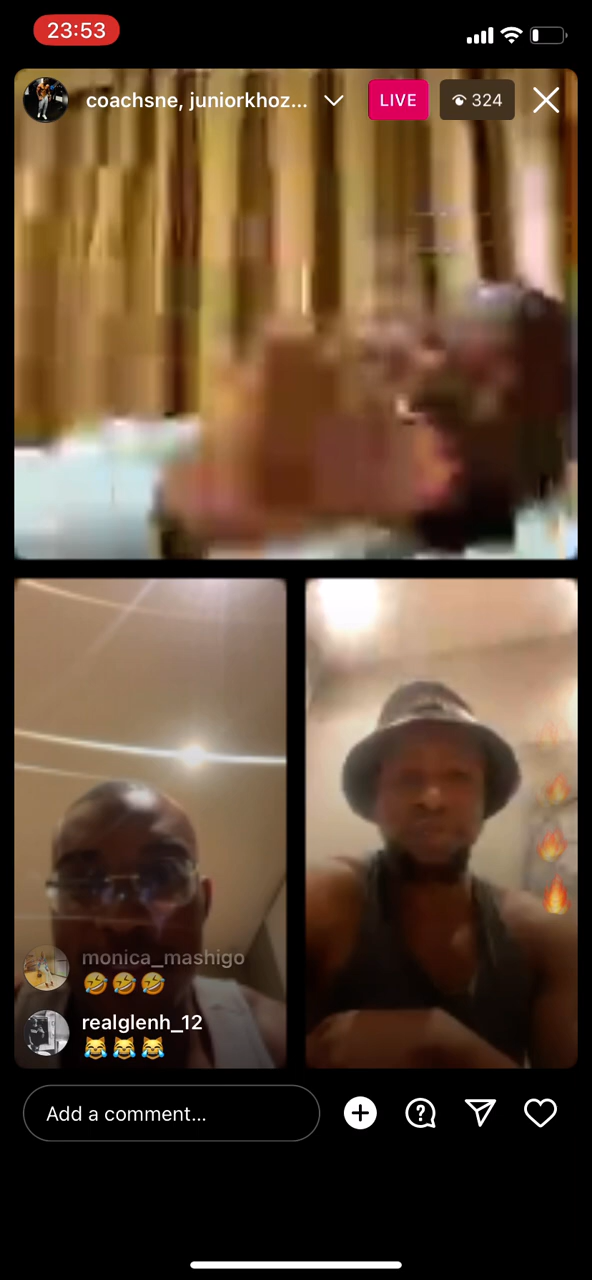 23:53
coachsne, juniorkhoz...
LIVE
324
monica_mashigo
🤣🤣🤣
realglenh_12
😹😹😹
Add a comment...